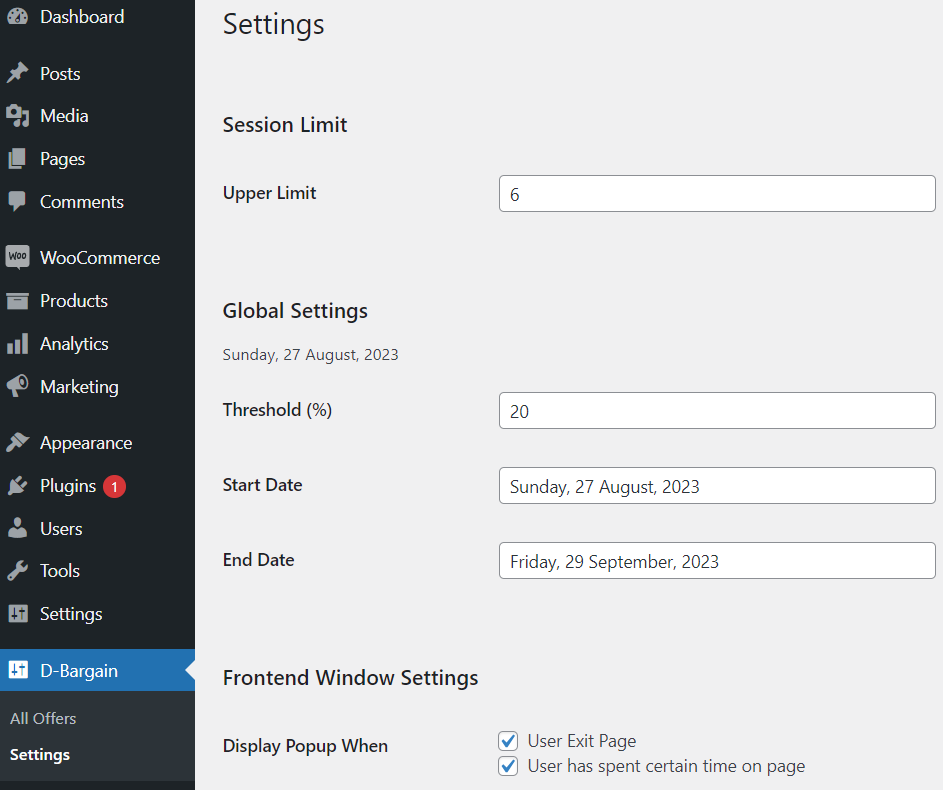 Dashboard
Posts
Media
Pages
Comments
Woo WooCommerce
Products
Analytics
Marketing
Appearance
Plugins 1
Users
Tools
Settings
D-Bargain
All Offers
Settings
Settings
Session Limit
Upper Limit 6
Global Settings
Sunday, 27 August, 2023
Threshold (%) 20
Start Date Sunday, 27 August, 2023
End Date Friday, 29 September, 2023
Frontend Window Settings
Display Popup When User Exit Page
User has spent certain time on page